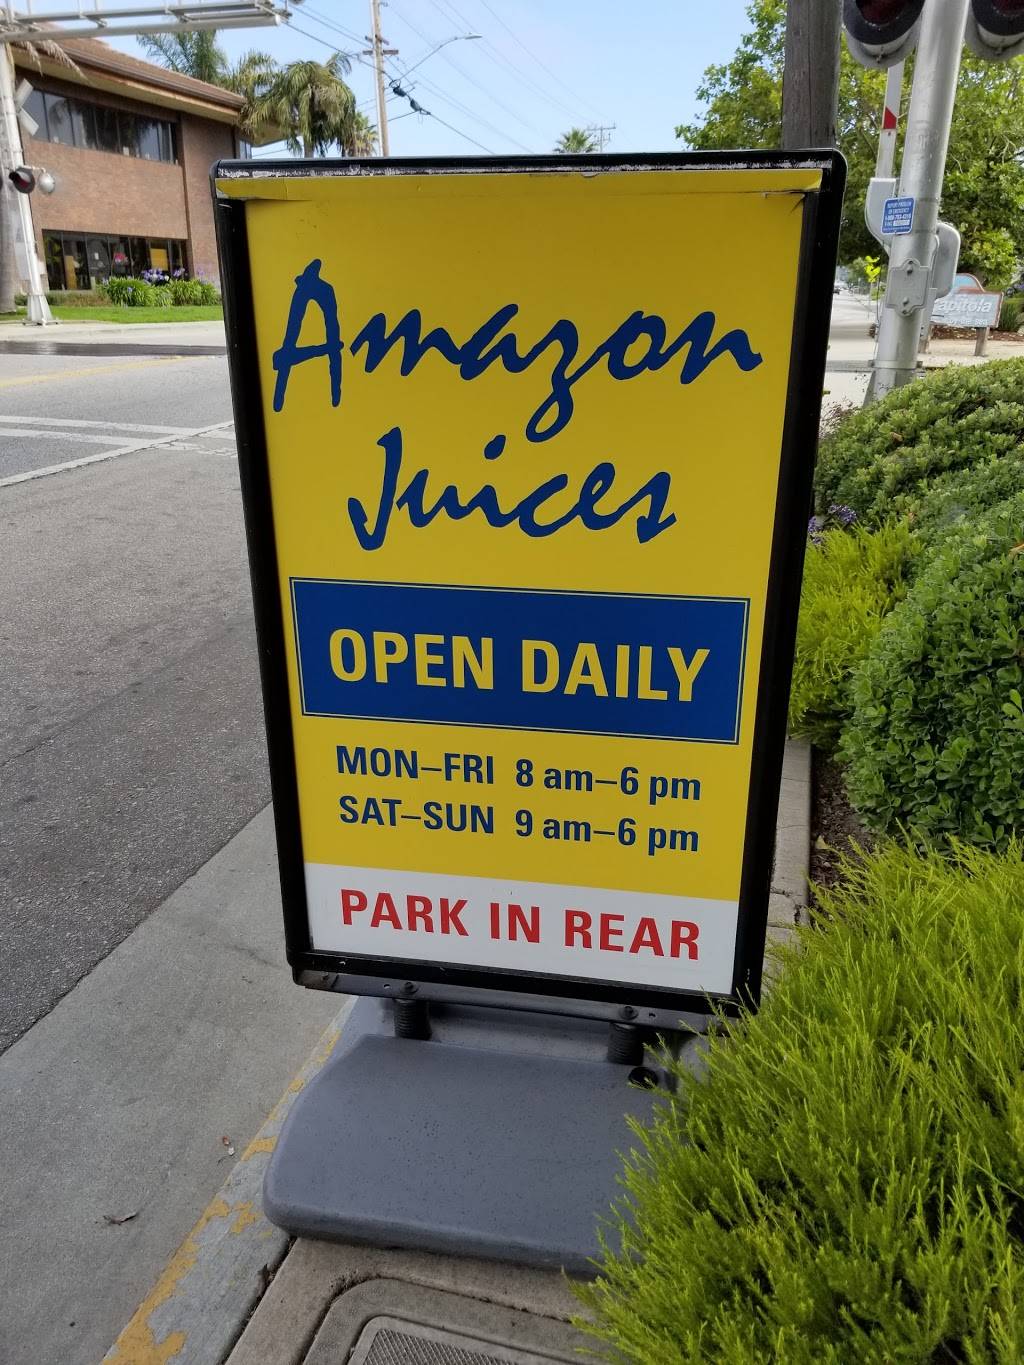 Amazon
Juices
OPEN DAILY
MON–FRI 8 am–6 pm
SAT–SUN 9 am–6 pm
PARK IN REAR